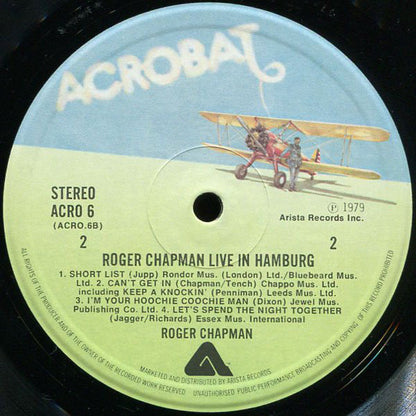 ACROBAT
STEREO
ACRO 6
(ACRO.6B)
2
℗ 1979
Arista Records Inc.
2
ROGER CHAPMAN LIVE IN HAMBURG
1. SHORT LIST (Jupp) Rondor Mus. (London) Ltd./Bluebeard Mus.
Ltd. 2. CAN'T GET IN (Chapman/Tench) Chappo Mus. Ltd.
including KEEP A KNOCKIN' (Penniman) Leeds Mus. Ltd.
3. I'M YOUR HOOCHIE COOCHIE MAN (Dixon) Jewel Mus.
Publishing Co. Ltd. 4. LET'S SPEND THE NIGHT TOGETHER
(Jagger/Richards) Essex Mus. International
ROGER CHAPMAN
MARKETED AND DISTRIBUTED BY ARISTA RECORDS
ALL RIGHTS OF THE PRODUCER AND OF THE OWNER OF THE RECORDED WORK RESERVED
UNAUTHORISED PUBLIC PERFORMANCE BROADCASTING AND COPYING OF THIS RECORD PROHIBITED